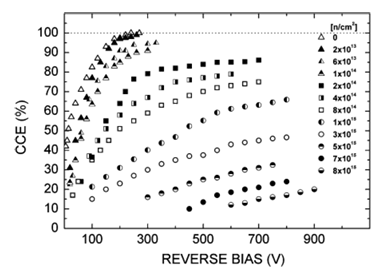 [n/cm²]
0
2x10¹³
6x10¹³
1x10¹⁴
2x10¹⁴
4x10¹⁴
8x10¹⁴
1x10¹⁵
3x10¹⁵
5x10¹⁵
7x10¹⁵
8x10¹⁵
100
90
80
70
60
50
40
30
20
10
0
CCE (%)
100 300 500 700 900
REVERSE BIAS (V)